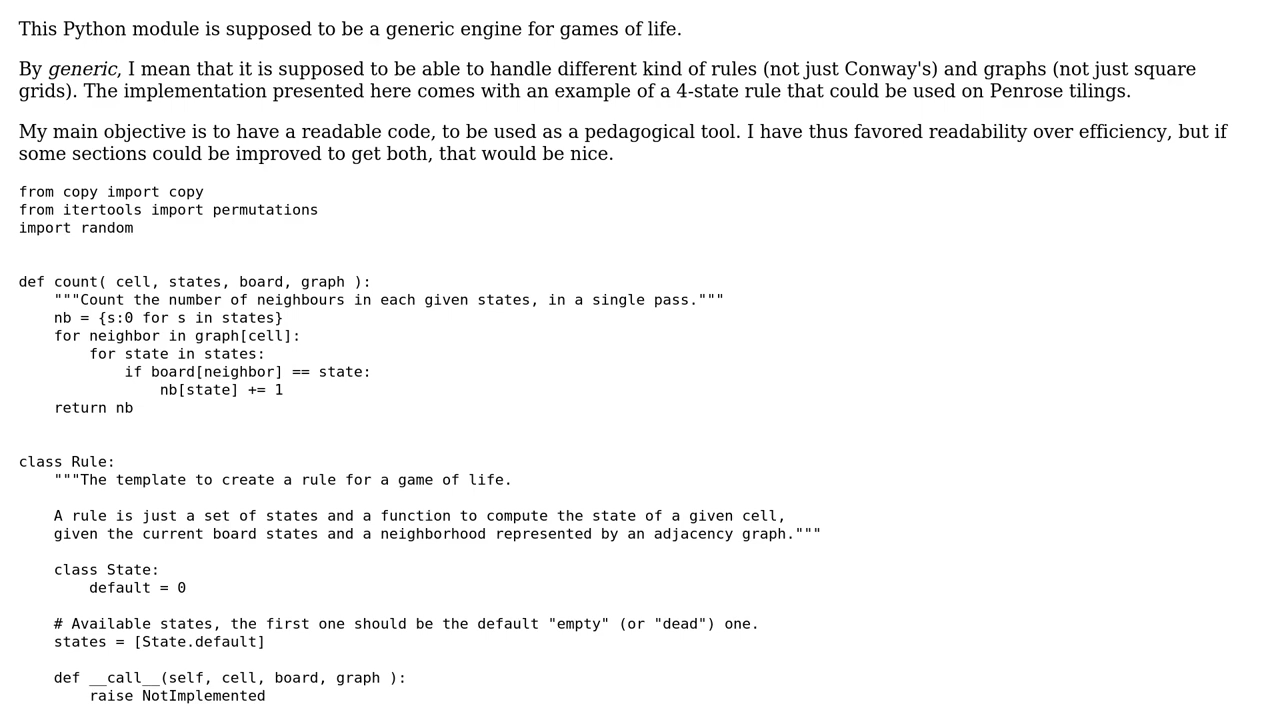 This Python module is supposed to be a generic engine for games of life.
By generic, I mean that it is supposed to be able to handle different kind of rules (not just Conway's) and graphs (not just square
grids). The implementation presented here comes with an example of a 4-state rule that could be used on Penrose tilings.
My main objective is to have a readable code, to be used as a pedagogical tool. I have thus favored readability over efficiency, but if
some sections could be improved to get both, that would be nice.
from copy import copy
from itertools import permutations
import random
def count( cell, states, board, graph ):
    """Count the number of neighbours in each given states, in a single pass."""
    nb = {s:0 for s in states}
    for neighbor in graph[cell]:
        for state in states:
            if board[neighbor] == state:
                nb[state] += 1
    return nb
class Rule:
    """The template to create a rule for a game of life.
    A rule is just a set of states and a function to compute the state of a given cell,
    given the current board states and a neighborhood represented by an adjacency graph."""
    class State:
        default = 0
    # Available states, the first one should be the default "empty" (or "dead") one.
    states = [State.default]
    def __call__(self, cell, board, graph ):
        raise NotImplemented